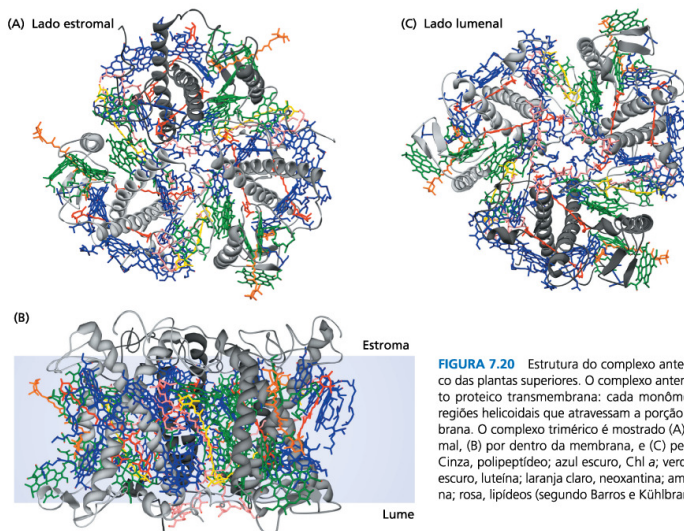 (A) Lado estromal
(C) Lado lumenal
(B)
Estroma
Lume
FIGURA 7.20 Estrutura do complexo ante
co das plantas superiores. O complexo anter
to proteico transmembrana: cada monôm
regiões helicoidais que atravessam a porção
brana. O complexo trimérico é mostrado (A)
mal, (B) por dentro da membrana, e (C) pe
Cinza, polipeptídeo; azul escuro, Chl a; verd
escuro, luteína; laranja claro, neoxantina; am
na; rosa, lipídeos (segundo Barros e Kühlbran